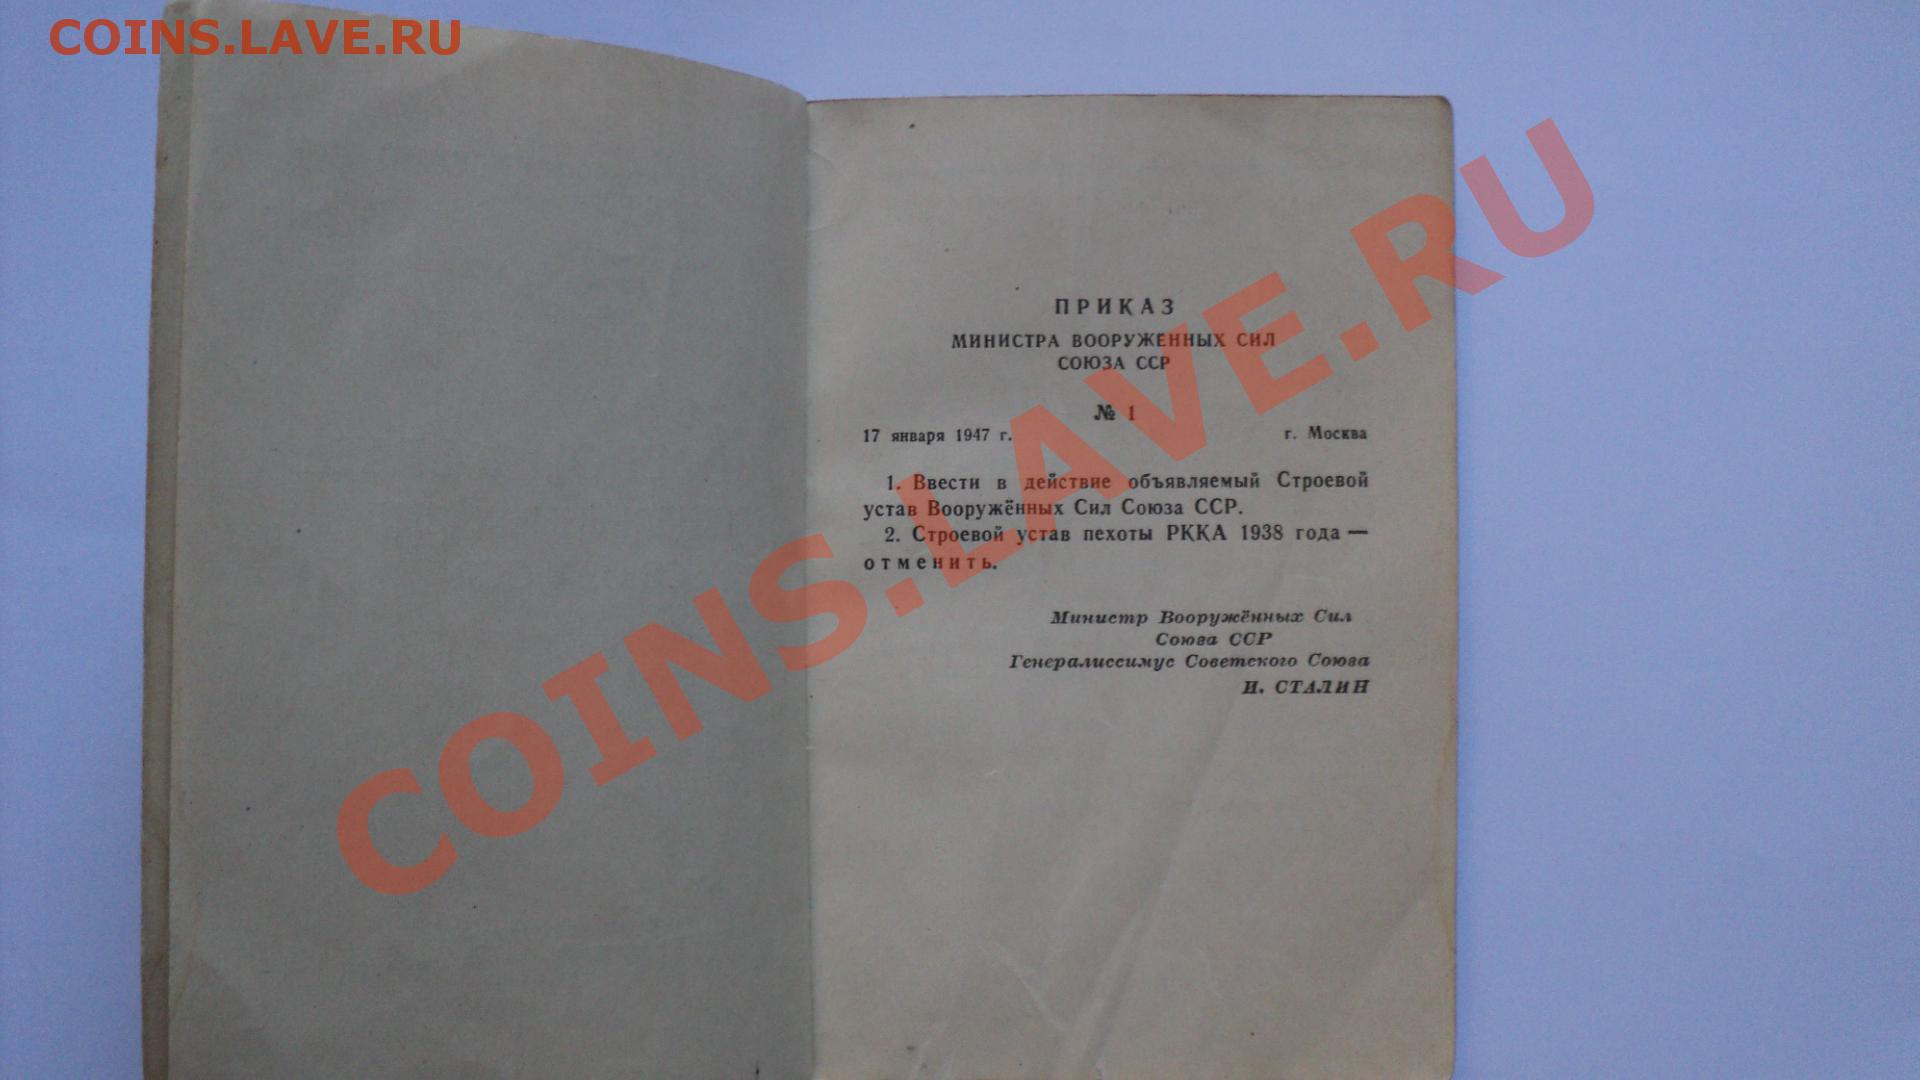 COINS.LAVE.RU
ПРИКАЗ
МИНИСТРА ВООРУЖЕННЫХ СИЛ
СОЮЗА ССР
№ 1
17 января 1947 г. г. Москва
1. Ввести в действие объявляемый Строевой
устав Вооружённых Сил Союза ССР.
2. Строевой устав пехоты РККА 1938 года —
отменить.
Министр Вооружённых Сил
Союза ССР
Генералиссимус Советского Союза
И. СТАЛИН
COINS.LAVE.RU